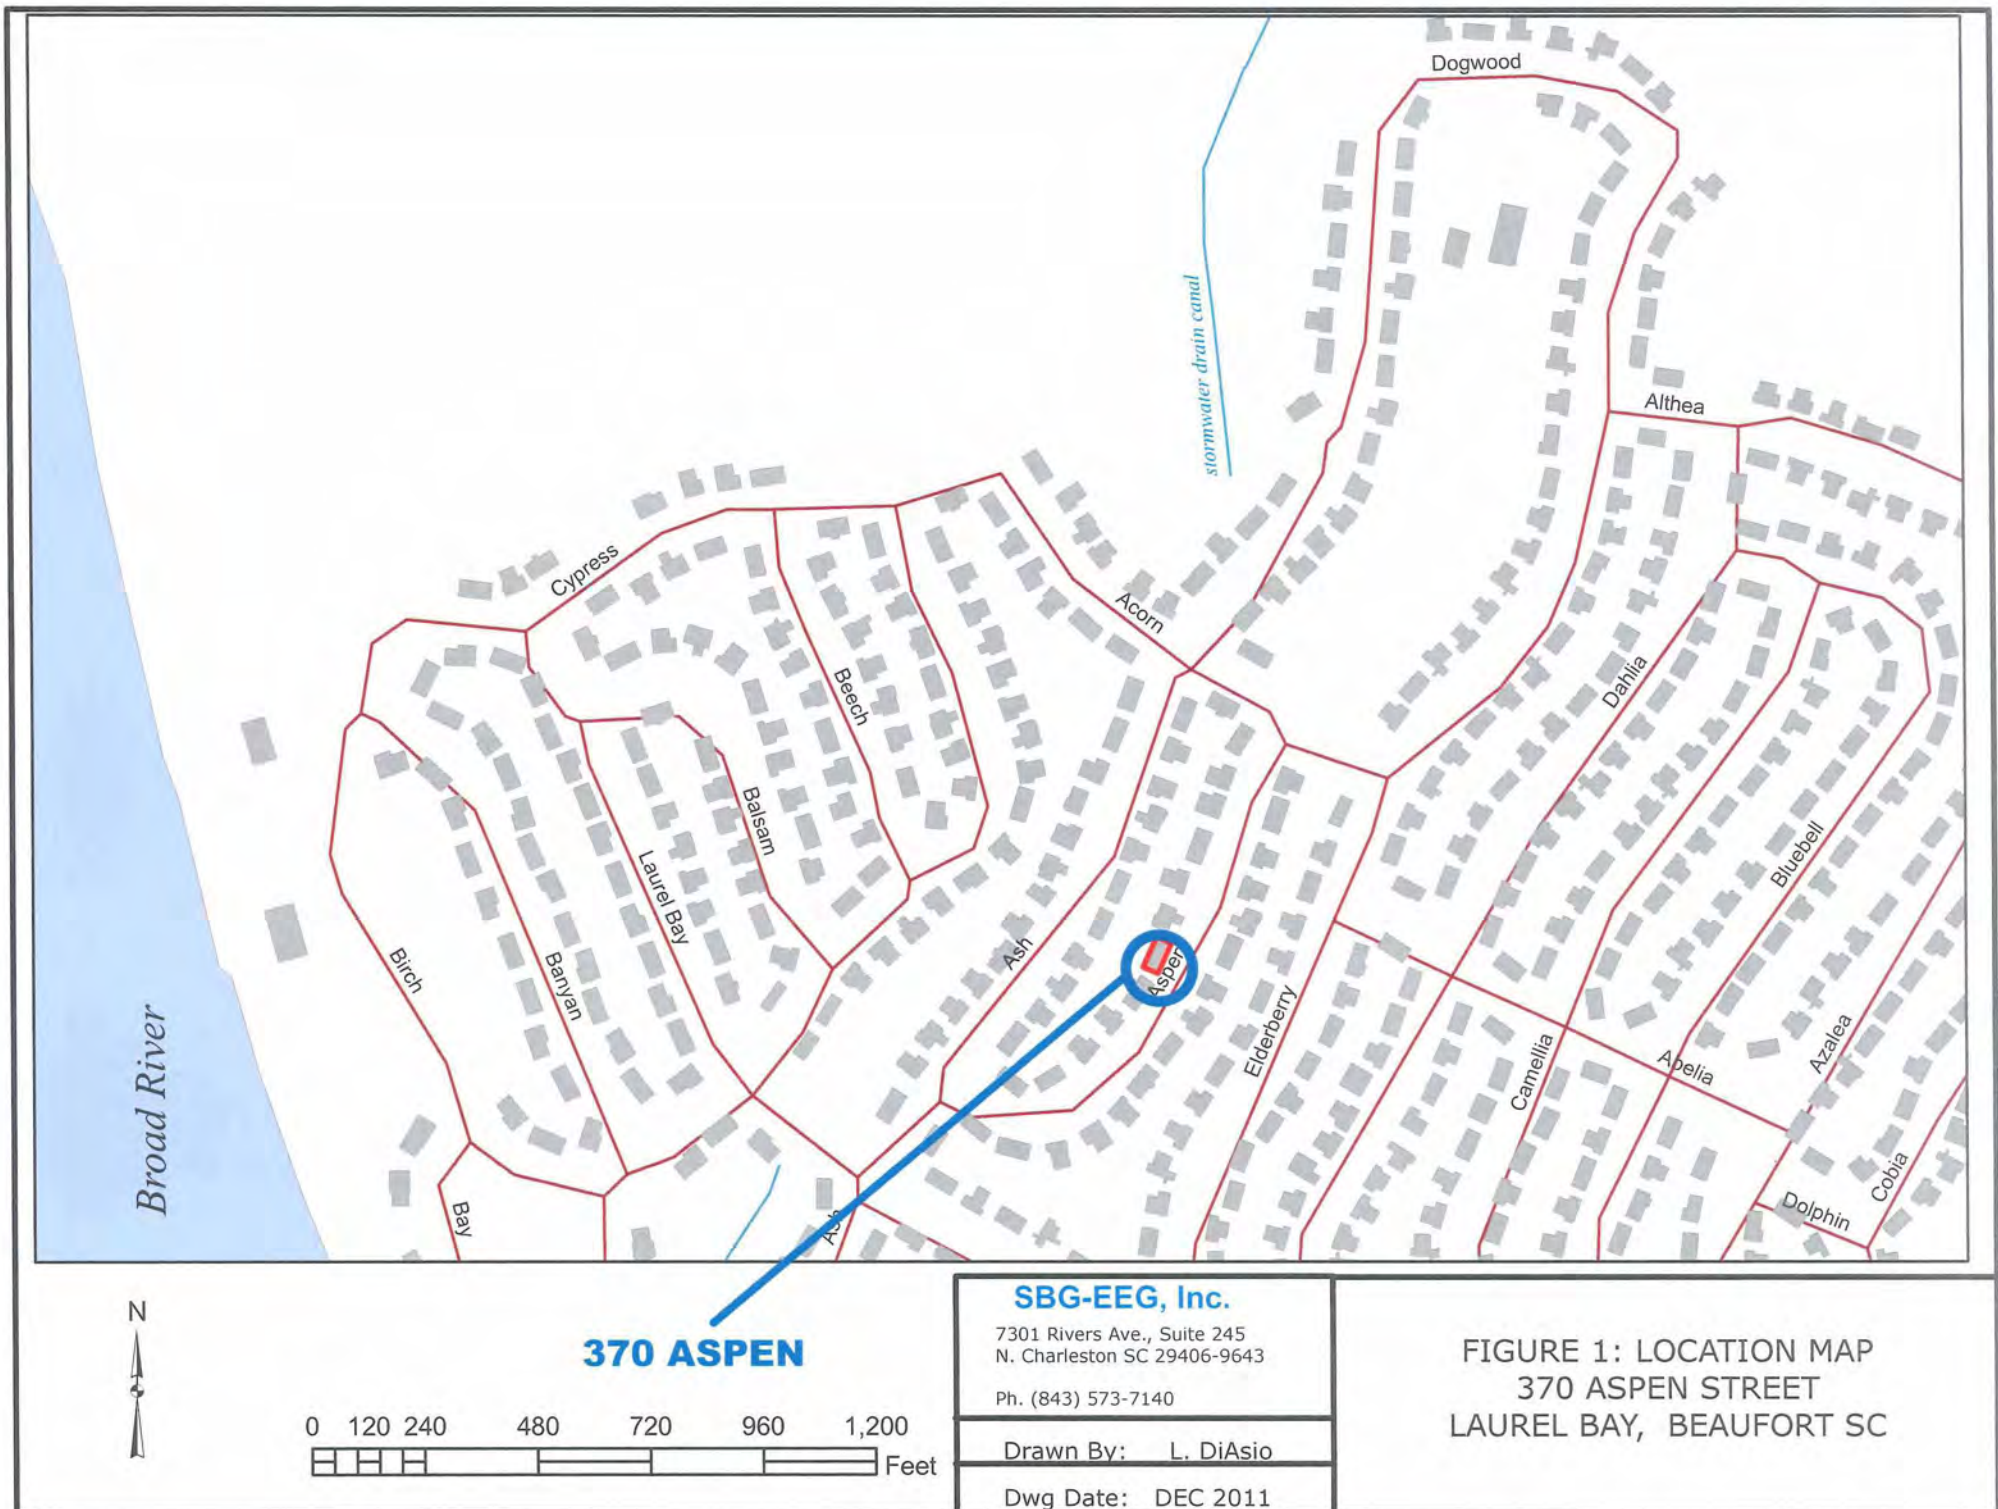 Dogwood
stormwater drain canal
Althea
Cypress
Acorn
Beech
Dahlia
Balsam
Laurel Bay
Bluebell
Ash
Aspen
Birch
Banyan
Elderberry
Camellia
Abelia
Azalea
Broad River
Bay
Ash
Cobia
Dolphin
N
370 ASPEN
0 120 240 480 720 960 1,200
Feet
SBG-EEG, Inc.
7301 Rivers Ave., Suite 245
N. Charleston SC 29406-9643
Ph. (843) 573-7140
Drawn By: L. DiAsio
Dwg Date: DEC 2011
FIGURE 1: LOCATION MAP
370 ASPEN STREET
LAUREL BAY, BEAUFORT SC